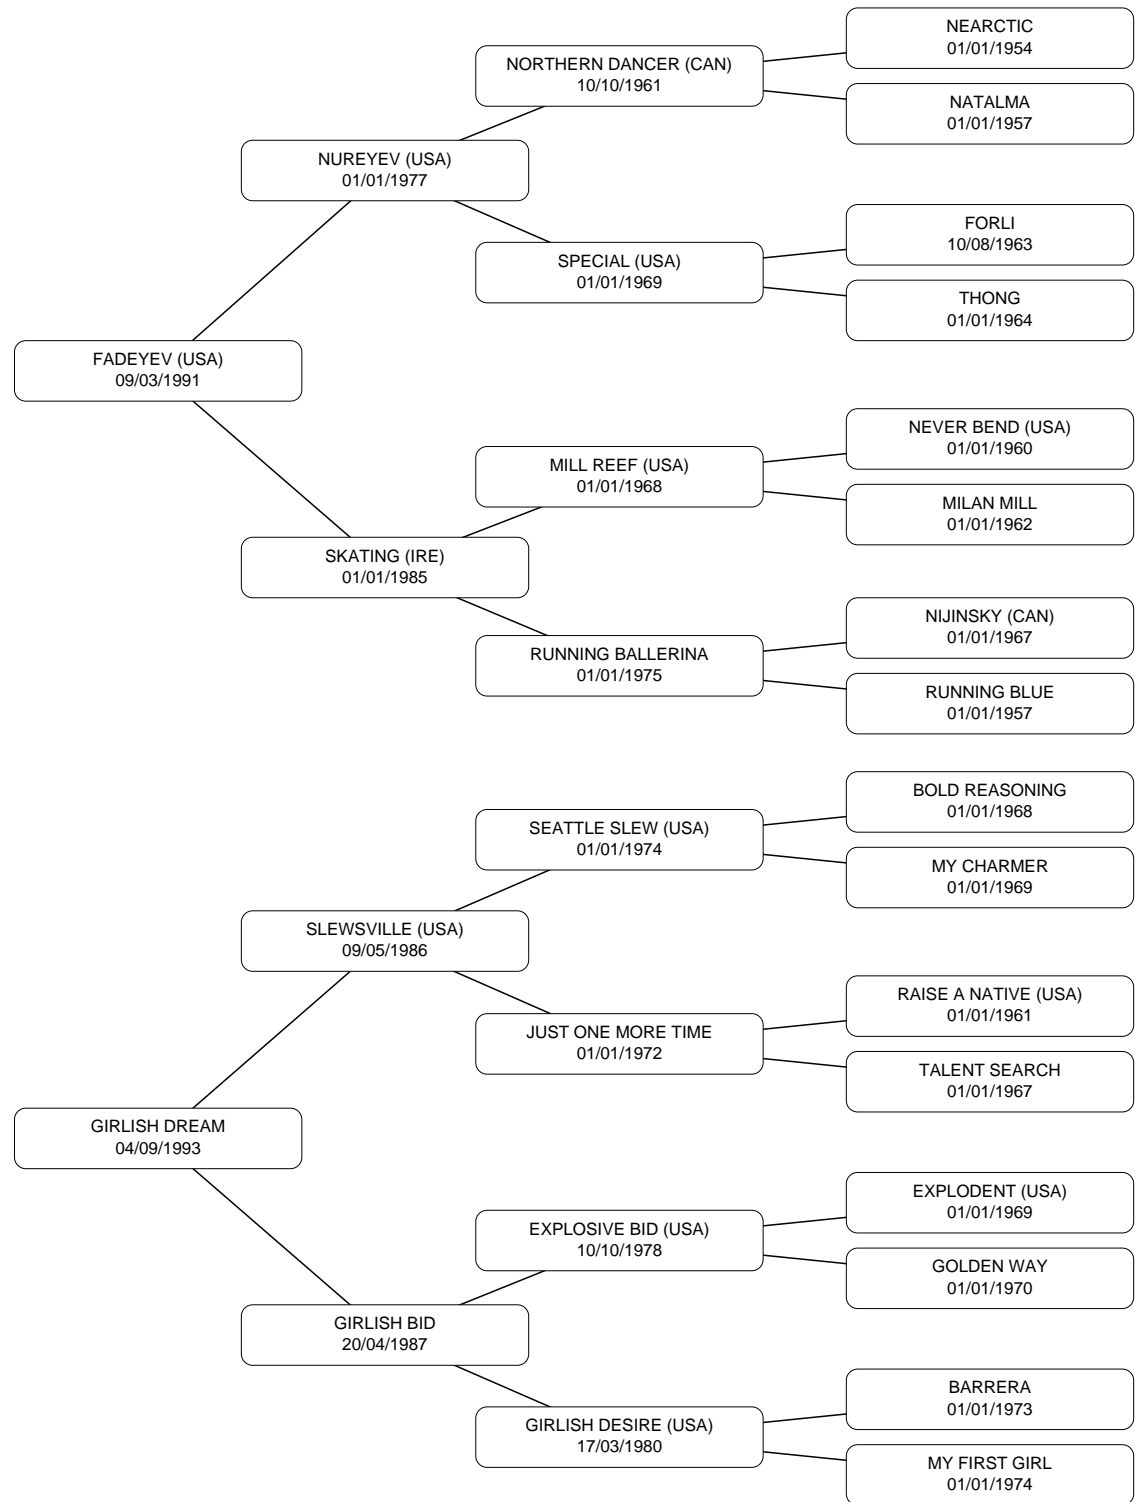 NEARCTIC
01/01/1954
NORTHERN DANCER (CAN)
10/10/1961
NATALMA
01/01/1957
NUREYEV (USA)
01/01/1977
FORLI
10/08/1963
SPECIAL (USA)
01/01/1969
THONG
01/01/1964
FADEYEV (USA)
09/03/1991
NEVER BEND (USA)
01/01/1960
MILL REEF (USA)
01/01/1968
MILAN MILL
01/01/1962
SKATING (IRE)
01/01/1985
NIJINSKY (CAN)
01/01/1967
RUNNING BALLERINA
01/01/1975
RUNNING BLUE
01/01/1957
BOLD REASONING
01/01/1968
SEATTLE SLEW (USA)
01/01/1974
MY CHARMER
01/01/1969
SLEWSVILLE (USA)
09/05/1986
RAISE A NATIVE (USA)
01/01/1961
JUST ONE MORE TIME
01/01/1972
TALENT SEARCH
01/01/1967
GIRLISH DREAM
04/09/1993
EXPLODENT (USA)
01/01/1969
EXPLOSIVE BID (USA)
10/10/1978
GOLDEN WAY
01/01/1970
GIRLISH BID
20/04/1987
BARRERA
01/01/1973
GIRLISH DESIRE (USA)
17/03/1980
MY FIRST GIRL
01/01/1974